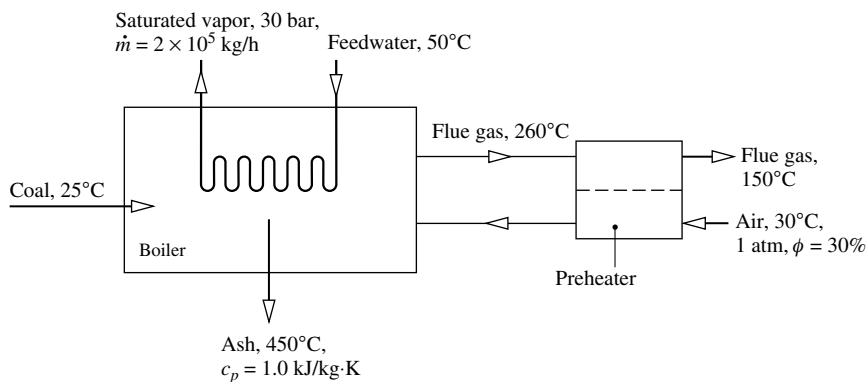 Saturated vapor, 30 bar,
ṁ = 2 × 10⁵ kg/h
Feedwater, 50°C
Flue gas, 260°C
Flue gas,
150°C
Coal, 25°C
Air, 30°C,
1 atm, ϕ = 30%
Boiler
Preheater
Ash, 450°C,
cₚ = 1.0 kJ/kg·K